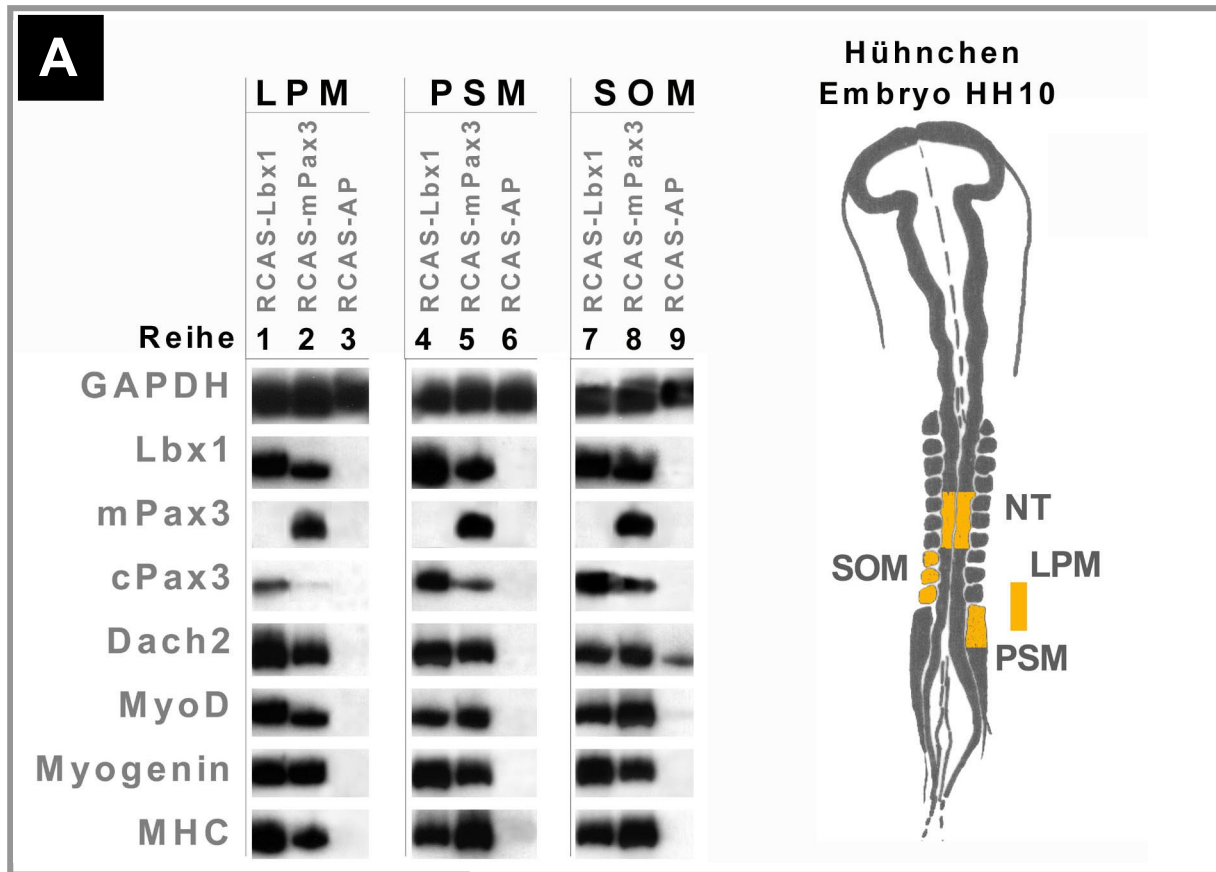 A
LPM PSM SOM
RCAS-Lbx1 RCAS-mPax3 RCAS-AP RCAS-Lbx1 RCAS-mPax3 RCAS-AP RCAS-Lbx1 RCAS-mPax3 RCAS-AP
Reihe 1 2 3 4 5 6 7 8 9
GAPDH
Lbx1
mPax3
cPax3
Dach2
MyoD
Myogenin
MHC
Hühnchen
Embryo HH10
NT
SOM LPM
PSM